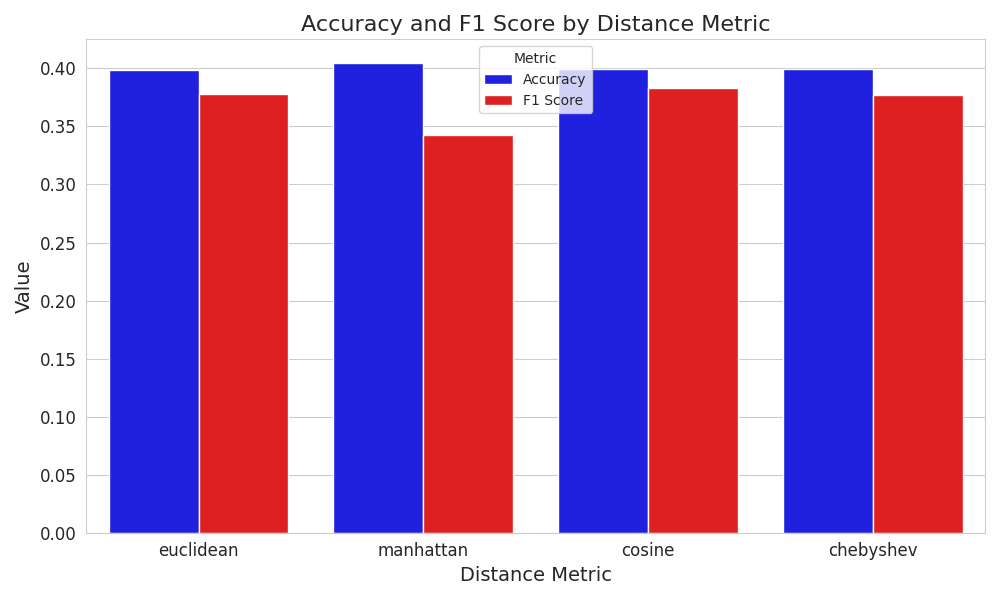 Accuracy and F1 Score by Distance Metric
Metric
Accuracy
F1 Score
Value
0.40
0.35
0.30
0.25
0.20
0.15
0.10
0.05
0.00
euclidean
manhattan
cosine
chebyshev
Distance Metric